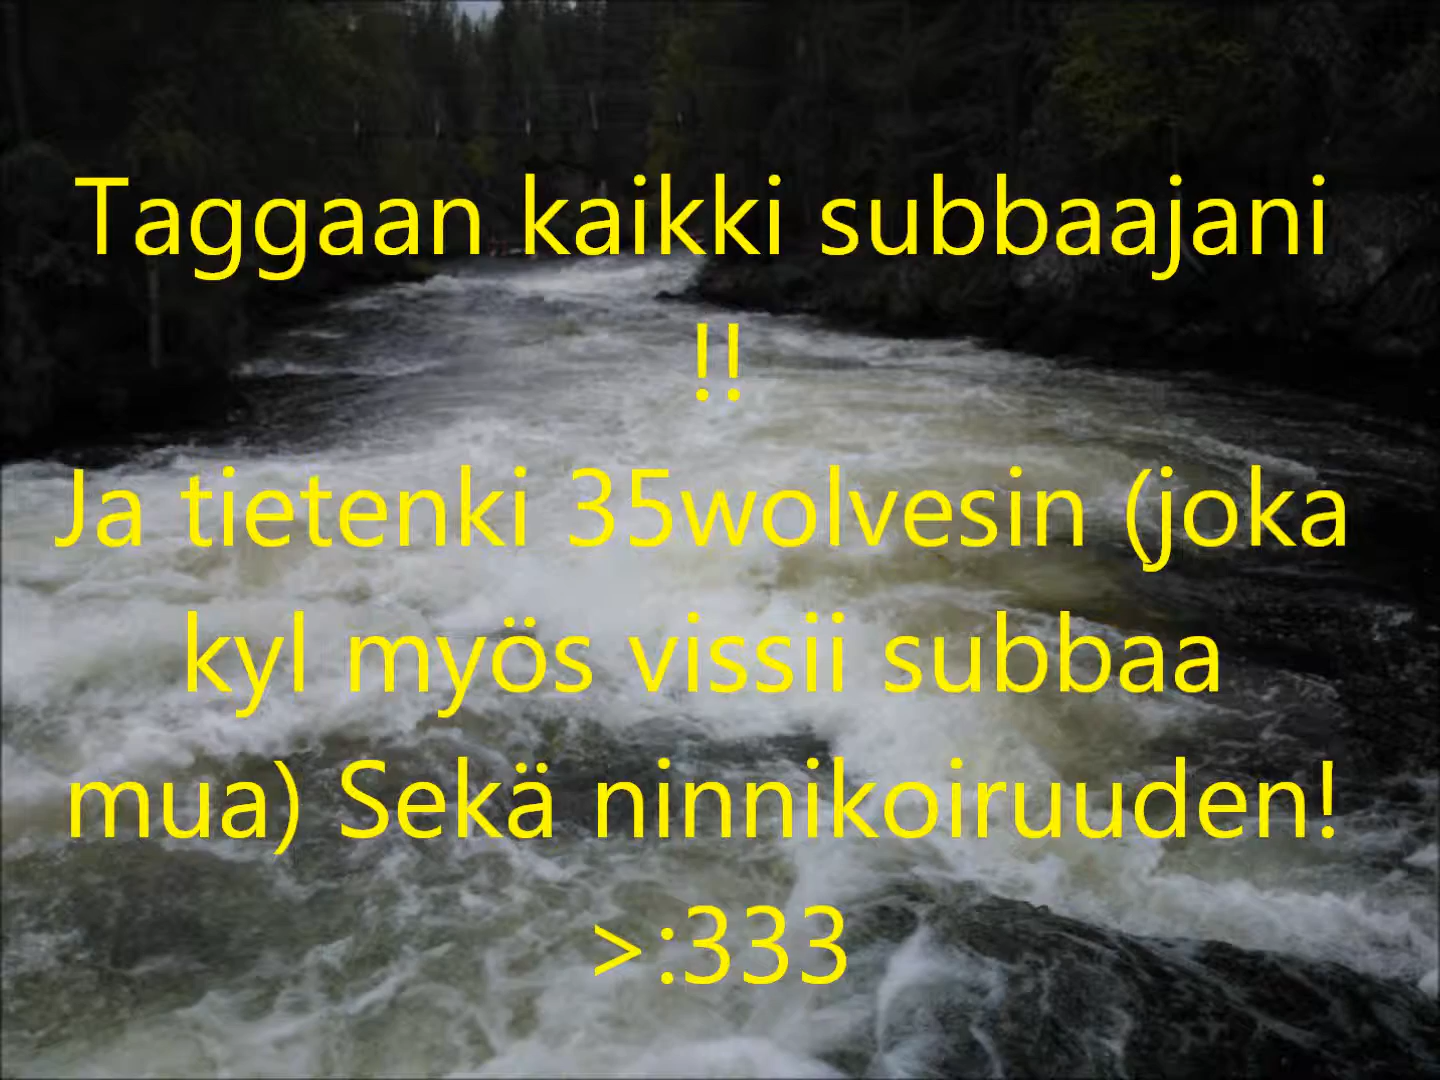 Taggaan kaikki subbaajani
!!
Ja tietenki 35wolvesin (joka
kyl myös vissii subbaa
mua) Sekä ninnikoiruuden!
>:333